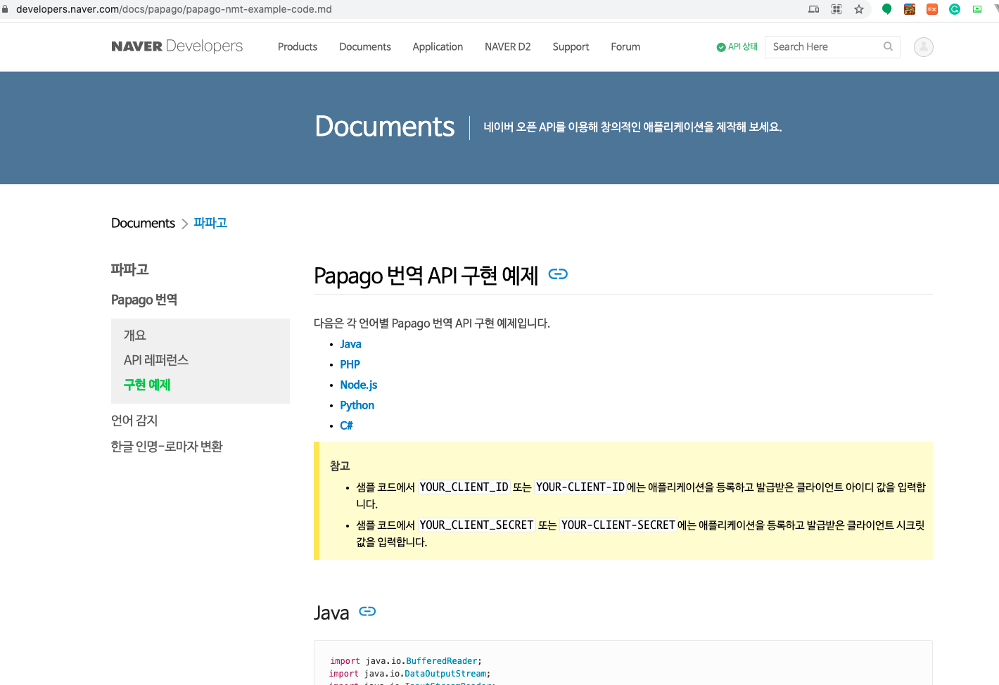 developers.naver.com/docs/papago/papago-nmt-example-code.md
NAVER Developers
Products Documents Application NAVER D2 Support Forum
API 상태
Search Here
Documents
네이버 오픈 API를 이용해 창의적인 애플리케이션을 제작해 보세요.
Documents > 파파고
파파고
Papago 번역
개요
API 레퍼런스
구현 예제
언어 감지
한글 인명-로마자 변환
Papago 번역 API 구현 예제
다음은 각 언어별 Papago 번역 API 구현 예제입니다.
Java
PHP
Node.js
Python
C#
참고
샘플 코드에서 YOUR_CLIENT_ID 또는 YOUR-CLIENT-ID에는 애플리케이션을 등록하고 발급받은 클라이언트 아이디 값을 입력합
니다.
샘플 코드에서 YOUR_CLIENT_SECRET 또는 YOUR-CLIENT-SECRET에는 애플리케이션을 등록하고 발급받은 클라이언트 시크릿
값을 입력합니다.
Java
import java.io.BufferedReader;
import java.io.DataOutputStream;